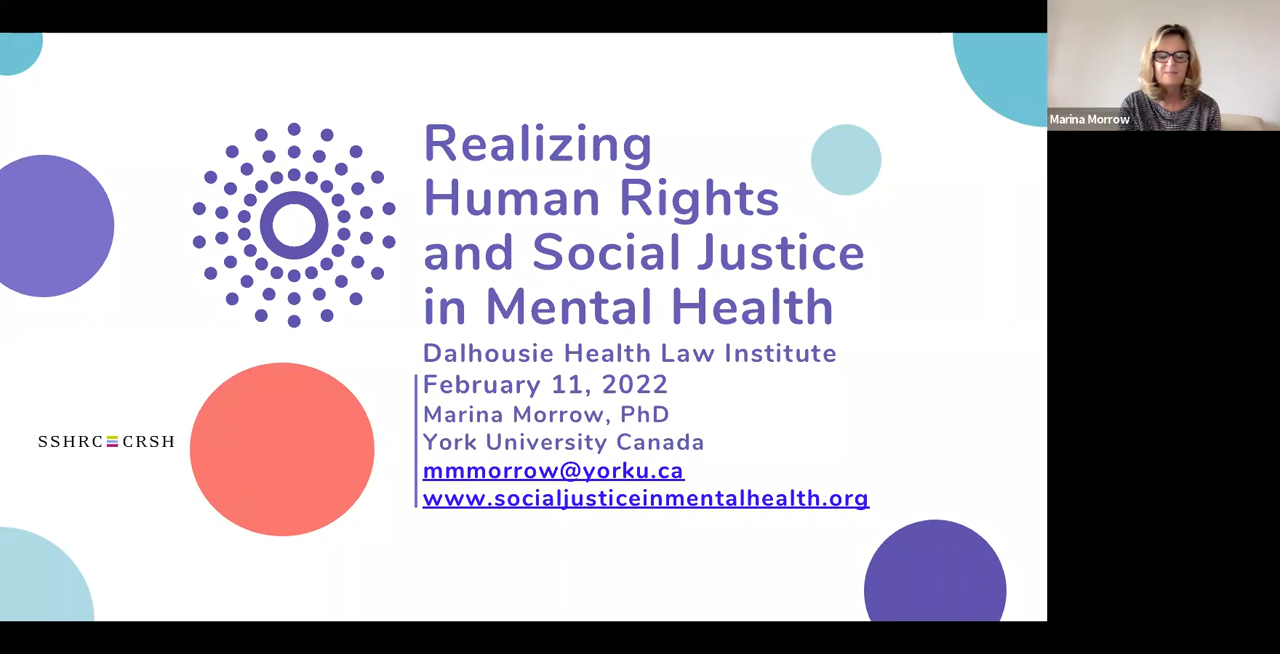 Realizing
Human Rights
and Social Justice
in Mental Health
Dalhousie Health Law Institute
February 11, 2022
Marina Morrow, PhD
York University Canada
mmmorrow@yorku.ca
www.socialjusticeinmentalhealth.org
SSHRC CRSH
Marina Morrow